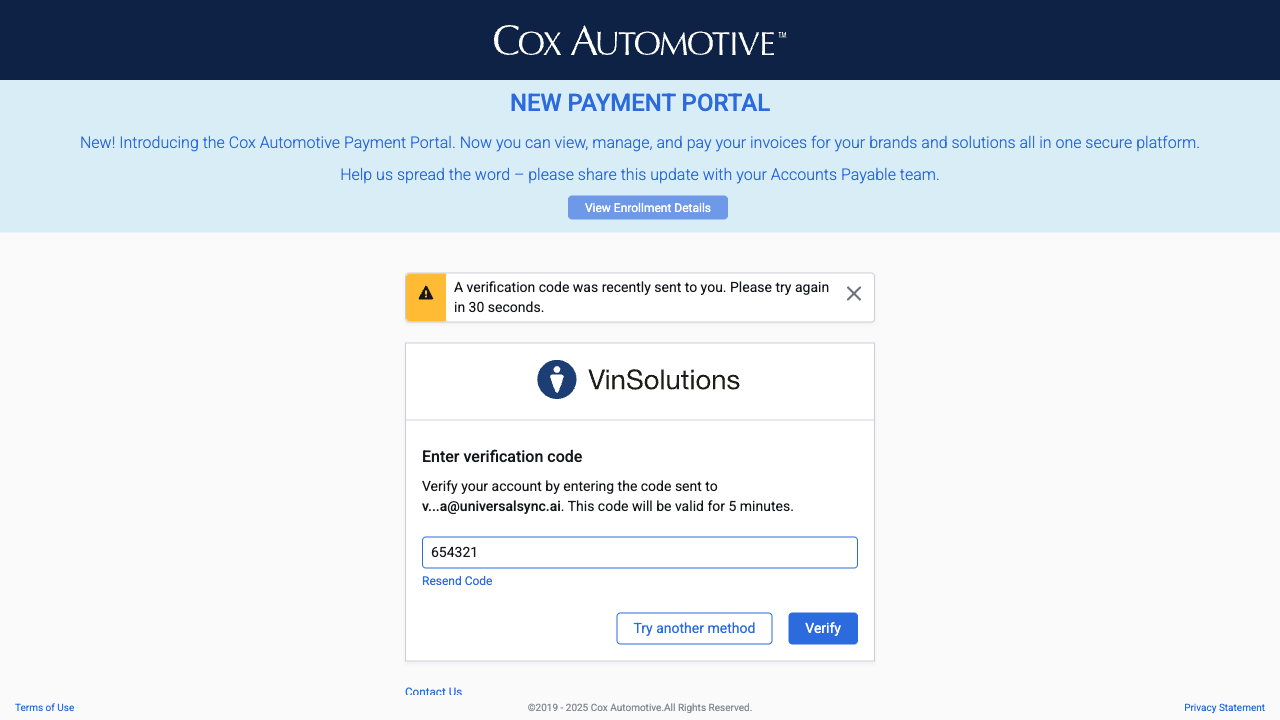 COX AUTOMOTIVE™
NEW PAYMENT PORTAL
New! Introducing the Cox Automotive Payment Portal. Now you can view, manage, and pay your invoices for your brands and solutions all in one secure platform.
Help us spread the word – please share this update with your Accounts Payable team.
View Enrollment Details
A verification code was recently sent to you. Please try again
in 30 seconds.
VinSolutions
Enter verification code
Verify your account by entering the code sent to
v...a@universalsync.ai. This code will be valid for 5 minutes.
654321
Resend Code
Try another method
Verify
Contact Us
Terms of Use
©2019 - 2025 Cox Automotive.All Rights Reserved.
Privacy Statement